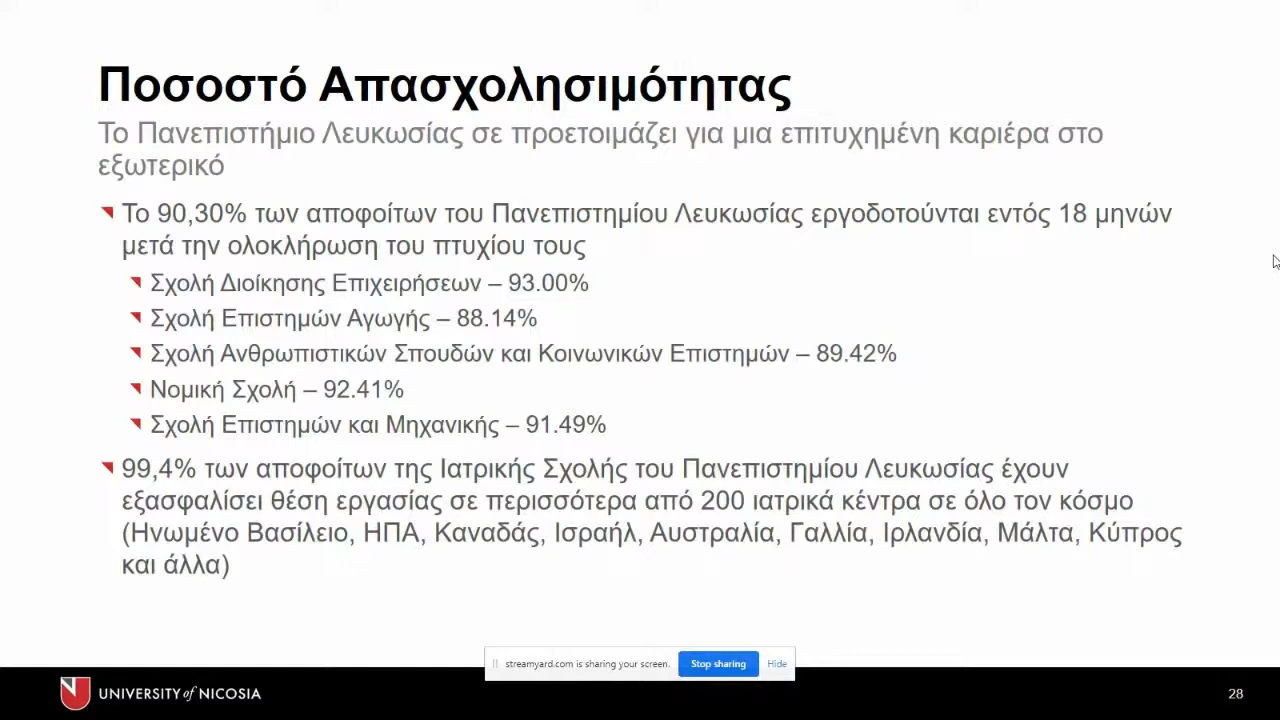 Ποσοστό Απασχολησιμότητας
Το Πανεπιστήμιο Λευκωσίας σε προετοιμάζει για μια επιτυχημένη καριέρα στο
εξωτερικό
Το 90,30% των αποφοίτων του Πανεπιστημίου Λευκωσίας εργοδοτούνται εντός 18 μηνών
μετά την ολοκλήρωση του πτυχίου τους
Σχολή Διοίκησης Επιχειρήσεων – 93.00%
Σχολή Επιστημών Αγωγής – 88.14%
Σχολή Ανθρωπιστικών Σπουδών και Κοινωνικών Επιστημών – 89.42%
Νομική Σχολή – 92.41%
Σχολή Επιστημών και Μηχανικής – 91.49%
99,4% των αποφοίτων της Ιατρικής Σχολής του Πανεπιστημίου Λευκωσίας έχουν
εξασφαλίσει θέση εργασίας σε περισσότερα από 200 ιατρικά κέντρα σε όλο τον κόσμο
(Ηνωμένο Βασίλειο, ΗΠΑ, Καναδάς, Ισραήλ, Αυστραλία, Γαλλία, Ιρλανδία, Μάλτα, Κύπρος
και άλλα)
streamyard.com is sharing your screen. Stop sharing Hide
UNIVERSITY of NICOSIA
28